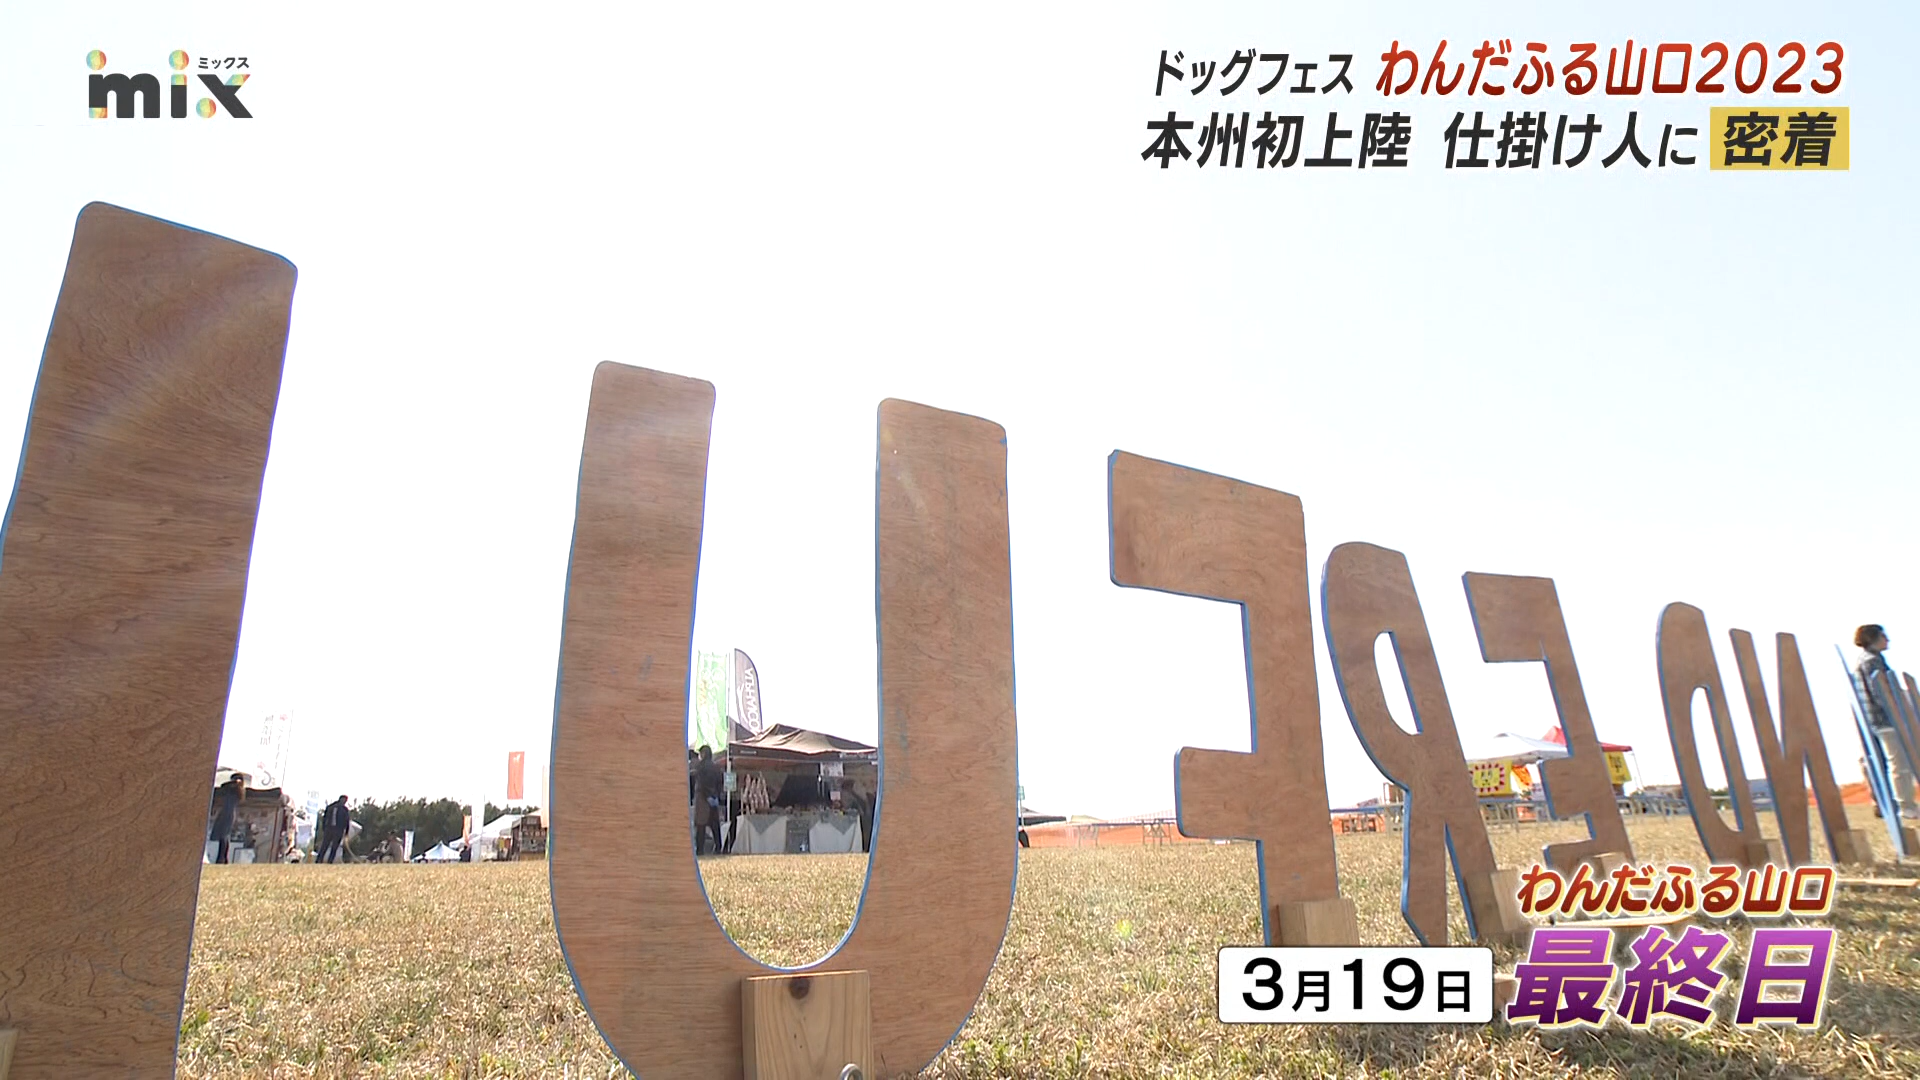 mix
ミックス
ドッグフェス わんだふる山口2023
本州初上陸 仕掛け人に 密着
WONDERFUL
わんだふる山口
3月19日 最終日